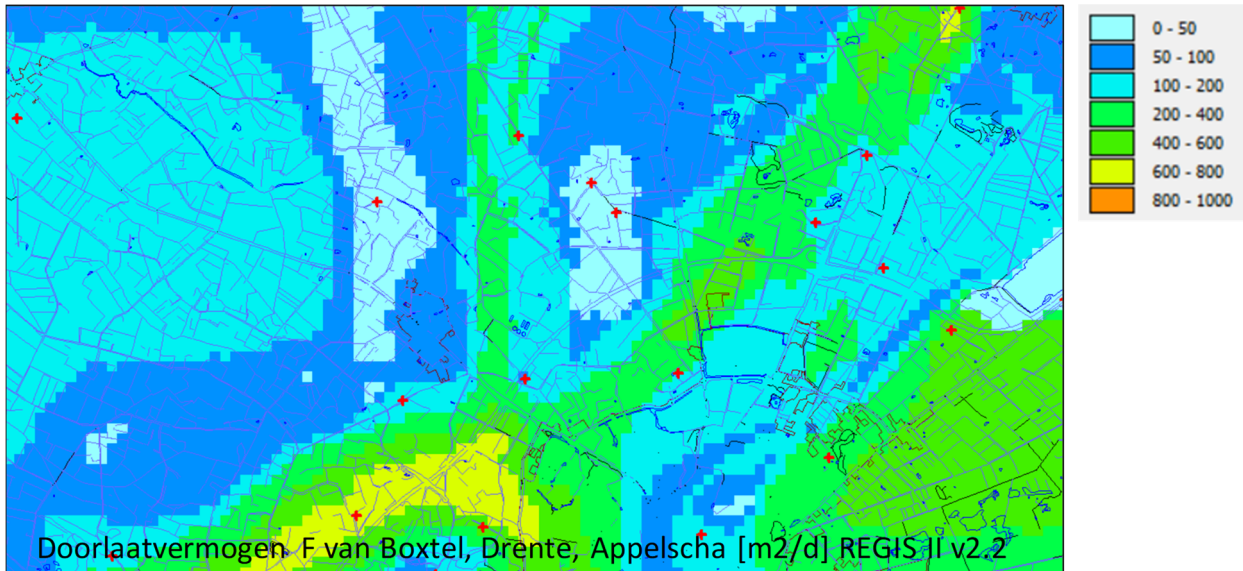 0 - 50
50 - 100
100 - 200
200 - 400
400 - 600
600 - 800
800 - 1000
Doorlaatvermogen F van Boxtel, Drente, Appelscha [m2/d] REGIS II v2.2